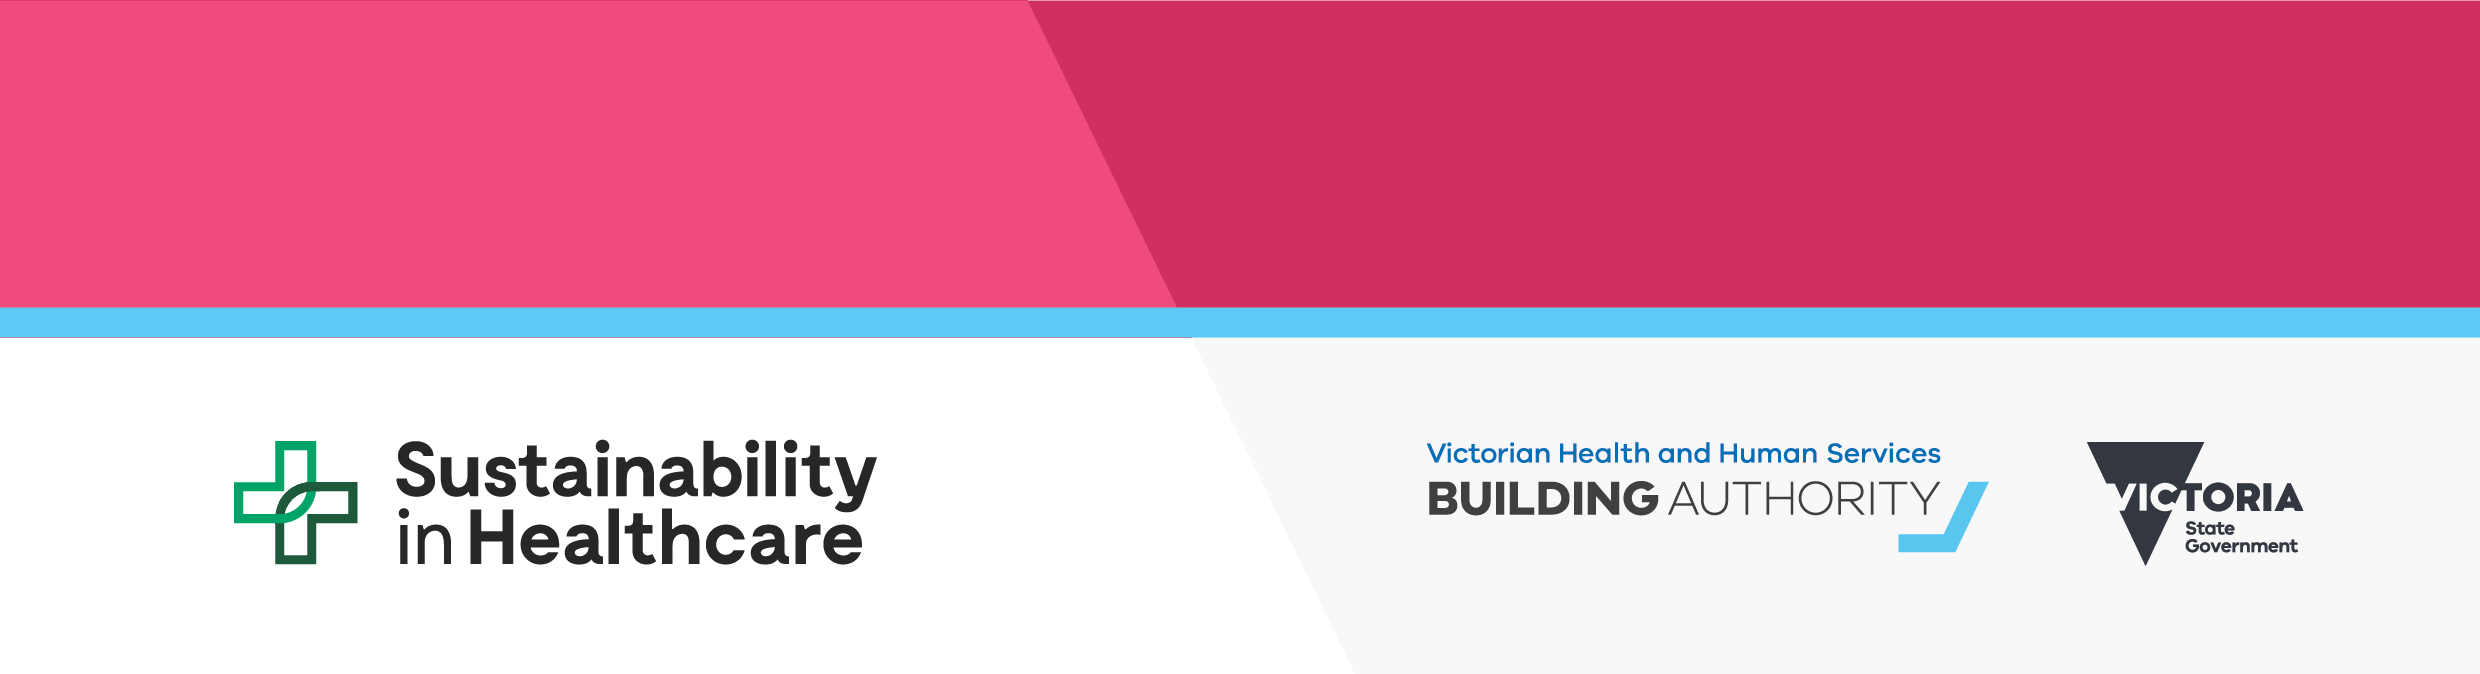 Sustainability
in Healthcare
Victorian Health and Human Services
BUILDING AUTHORITY
VICTORIA
State
Government